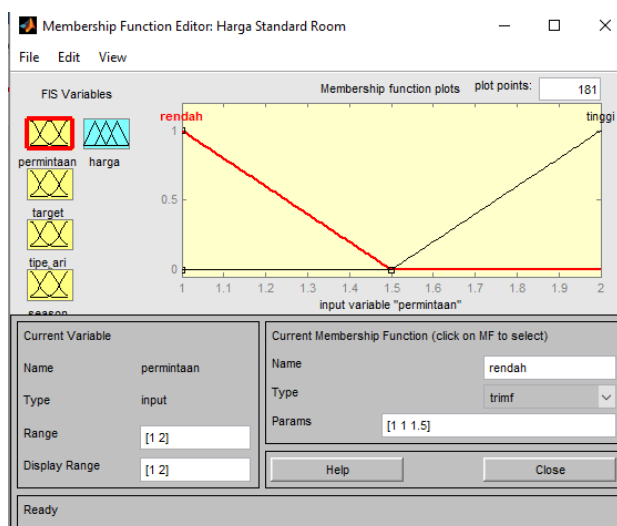 Membership Function Editor: Harga Standard Room
File Edit View
FIS Variables
Membership function plots plot points: 181
rendah tinggi
permintaan harga
target
tipe_ari
season
1
0.5
0
1 1.1 1.2 1.3 1.4 1.5 1.6 1.7 1.8 1.9 2
input variable "permintaan"
Current Variable
Name permintaan
Type input
Range [1 2]
Display Range [1 2]
Current Membership Function (click on MF to select)
Name rendah
Type trimf
Params [1 1 1.5]
Help Close
Ready